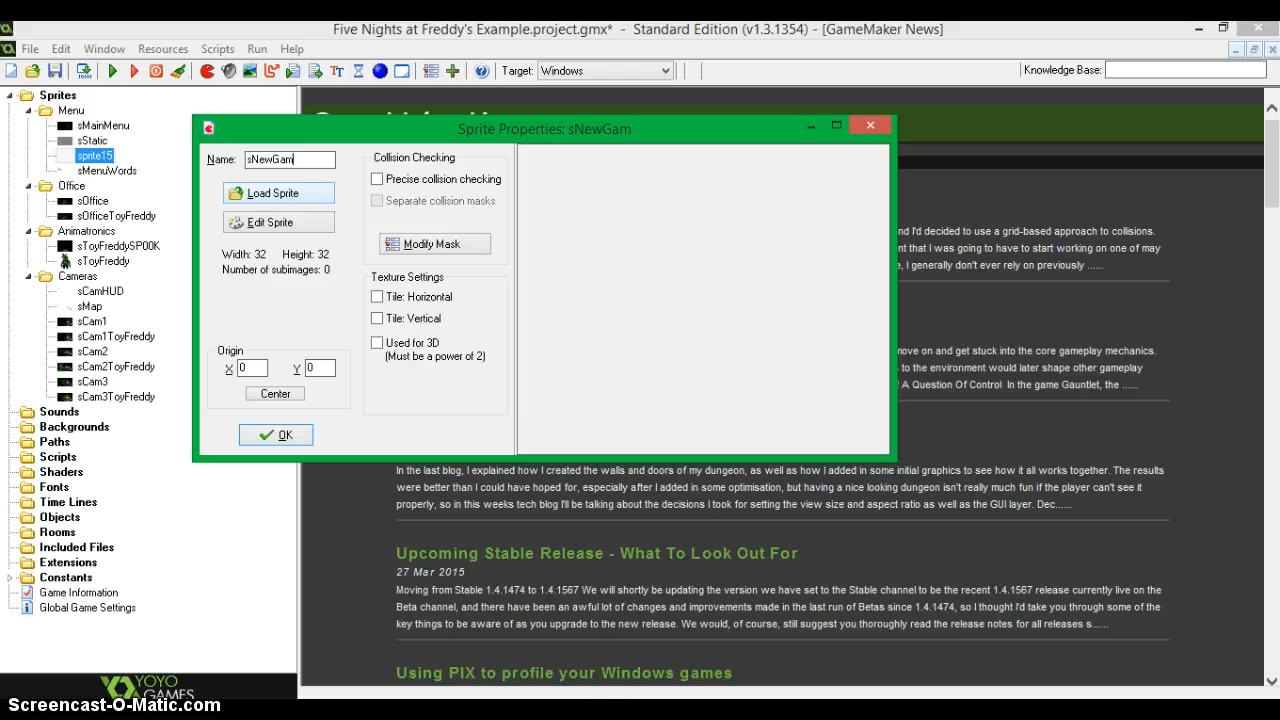 Five Nights at Freddy's Example.project.gmx* - Standard Edition (v1.3.1354) - [GameMaker News]
File Edit Window Resources Scripts Run Help
Target: Windows
Knowledge Base:
Sprites
Menu
sMainMenu
sStatic
sprite15
sMenuWords
Office
sOffice
sOfficeToyFreddy
Animatronics
sToyFreddySP00K
sToyFreddy
Cameras
sCamHUD
sMap
sCam1
sCam1ToyFreddy
sCam2
sCam2ToyFreddy
sCam3
sCam3ToyFreddy
Sounds
Backgrounds
Paths
Scripts
Shaders
Fonts
Time Lines
Objects
Rooms
Included Files
Extensions
Constants
Game Information
Global Game Settings
YOYO
GAMES
Sprite Properties: sNewGam
Name: sNewGam
Load Sprite
Edit Sprite
Width: 32 Height: 32
Number of subimages: 0
Origin
X 0 Y 0
Center
OK
Collision Checking
Precise collision checking
Separate collision masks
Modify Mask
Texture Settings
Tile: Horizontal
Tile: Vertical
Used for 3D
(Must be a power of 2)
nd I'd decided to use a grid-based approach to collisions.
ent that I was going to have to start working on one of may
e, I generally don't ever rely on previously ......
move on and get stuck into the core gameplay mechanics.
s to the environment would later shape other gameplay
! A Question Of Control In the game Gauntlet, the ......
In the last blog, I explained how I created the walls and doors of my dungeon, as well as how I added in some initial graphics to see how it all works together. The results
were better than I could have hoped for, especially after I added in some optimisation, but having a nice looking dungeon isn't really much fun if the player can't see it
properly, so in this weeks tech blog I'll be talking about the decisions I took for setting the view size and aspect ratio as well as the GUI layer. Dec......
Upcoming Stable Release - What To Look Out For
27 Mar 2015
Moving from Stable 1.4.1474 to 1.4.1567 We will shortly be updating the version we have set to the Stable channel to be the recent 1.4.1567 release currently live on the
Beta channel, and there have been an awful lot of changes and improvements made in the last run of Betas since 1.4.1474, so I thought I'd take you through some of the
key things to be aware of as you upgrade to the new release. We would, of course, still suggest you thoroughly read the release notes for all releases s......
Using PIX to profile your Windows games
Screencast-O-Matic.com